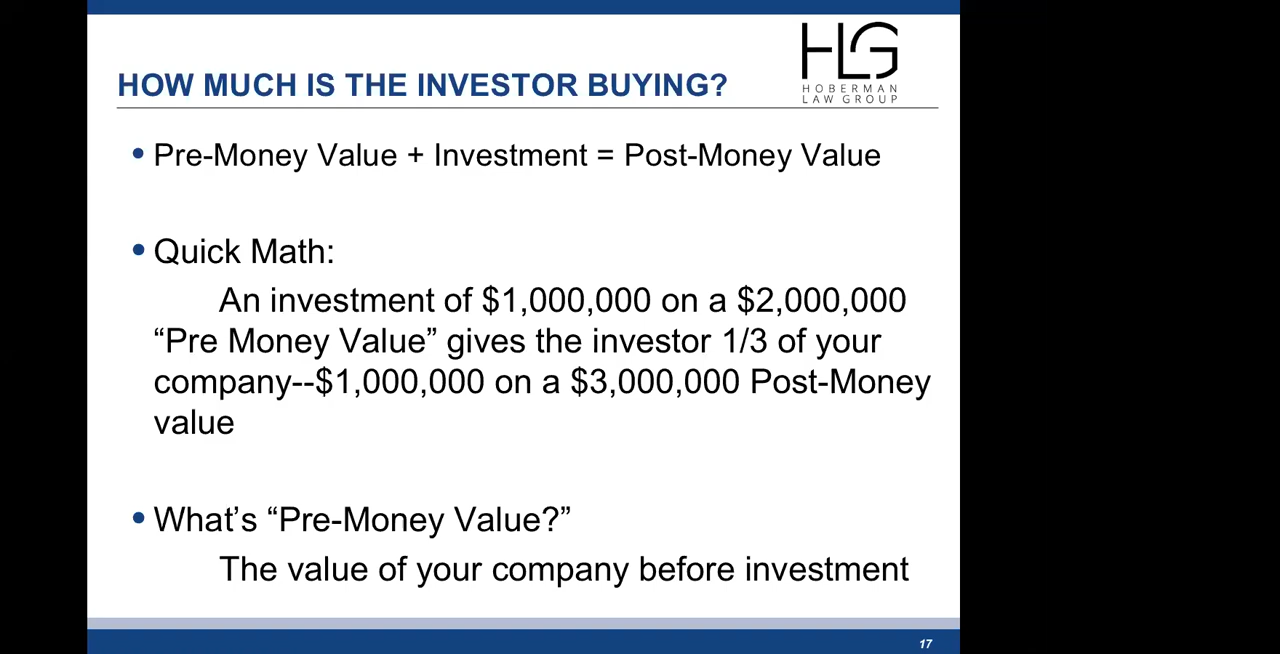 HLG
HOBERMAN
LAW GROUP
HOW MUCH IS THE INVESTOR BUYING?
• Pre-Money Value + Investment = Post-Money Value
• Quick Math:
An investment of $1,000,000 on a $2,000,000
“Pre Money Value” gives the investor 1/3 of your
company--$1,000,000 on a $3,000,000 Post-Money
value
• What’s “Pre-Money Value?”
The value of your company before investment
17